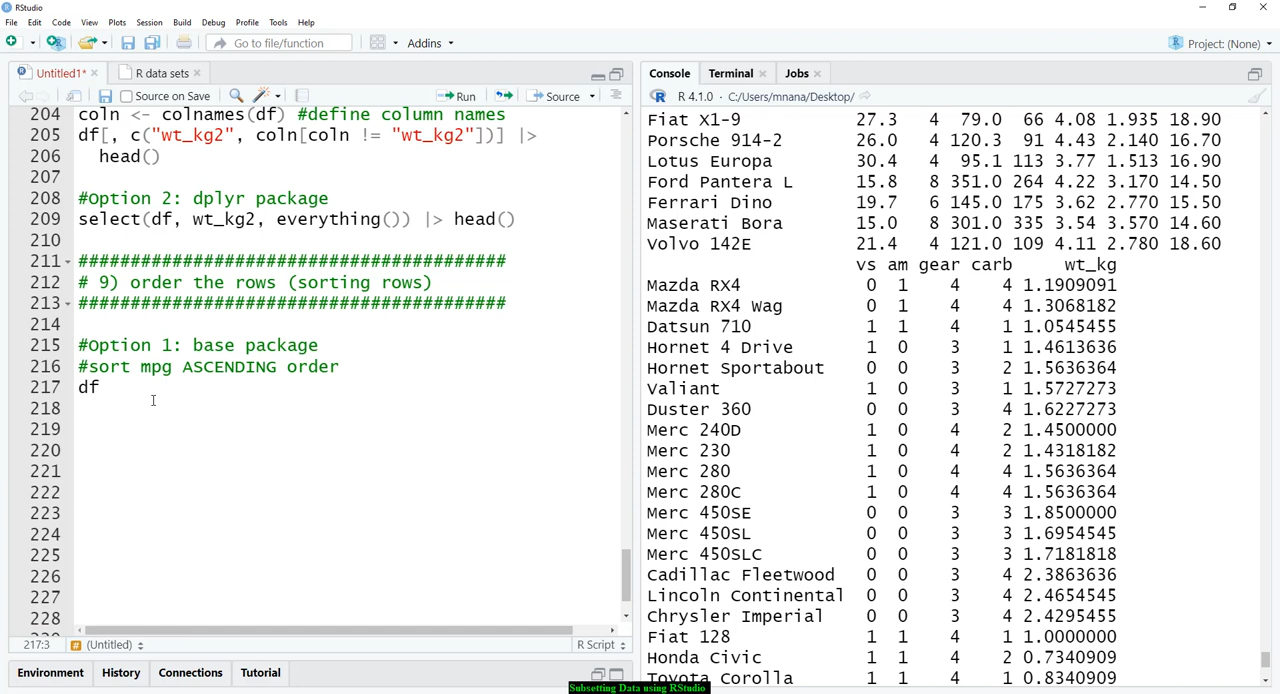 RStudio
File Edit Code View Plots Session Build Debug Profile Tools Help
Go to file/function Addins Project: (None)
Untitled1* R data sets
Source on Save Run Source
204 coln <- colnames(df) #define column names
205 df[, c("wt_kg2", coln[coln != "wt_kg2"])] |>
206 head()
207
208 #Option 2: dplyr package
209 select(df, wt_kg2, everything()) |> head()
210
211 #########################################
212 # 9) order the rows (sorting rows)
213 #########################################
214
215 #Option 1: base package
216 #sort mpg ASCENDING order
217 df
218
219
220
221
222
223
224
225
226
227
228
217:3 (Untitled) R Script
Environment History Connections Tutorial
Console Terminal Jobs
R 4.1.0 · C:/Users/mnana/Desktop/
Fiat X1-9 27.3 4 79.0 66 4.08 1.935 18.90
Porsche 914-2 26.0 4 120.3 91 4.43 2.140 16.70
Lotus Europa 30.4 4 95.1 113 3.77 1.513 16.90
Ford Pantera L 15.8 8 351.0 264 4.22 3.170 14.50
Ferrari Dino 19.7 6 145.0 175 3.62 2.770 15.50
Maserati Bora 15.0 8 301.0 335 3.54 3.570 14.60
Volvo 142E 21.4 4 121.0 109 4.11 2.780 18.60
vs am gear carb wt_kg
Mazda RX4 0 1 4 4 1.1909091
Mazda RX4 Wag 0 1 4 4 1.3068182
Datsun 710 1 1 4 1 1.0545455
Hornet 4 Drive 1 0 3 1 1.4613636
Hornet Sportabout 0 0 3 2 1.5636364
Valiant 1 0 3 1 1.5727273
Duster 360 0 0 3 4 1.6227273
Merc 240D 1 0 4 2 1.4500000
Merc 230 1 0 4 2 1.4318182
Merc 280 1 0 4 4 1.5636364
Merc 280C 1 0 4 4 1.5636364
Merc 450SE 0 0 3 3 1.8500000
Merc 450SL 0 0 3 3 1.6954545
Merc 450SLC 0 0 3 3 1.7181818
Cadillac Fleetwood 0 0 3 4 2.3863636
Lincoln Continental 0 0 3 4 2.4654545
Chrysler Imperial 0 0 3 4 2.4295455
Fiat 128 1 1 4 1 1.0000000
Honda Civic 1 1 4 2 0.7340909
Toyota Corolla 1 1 4 1 0.8340909
Subsetting Data using RStudio